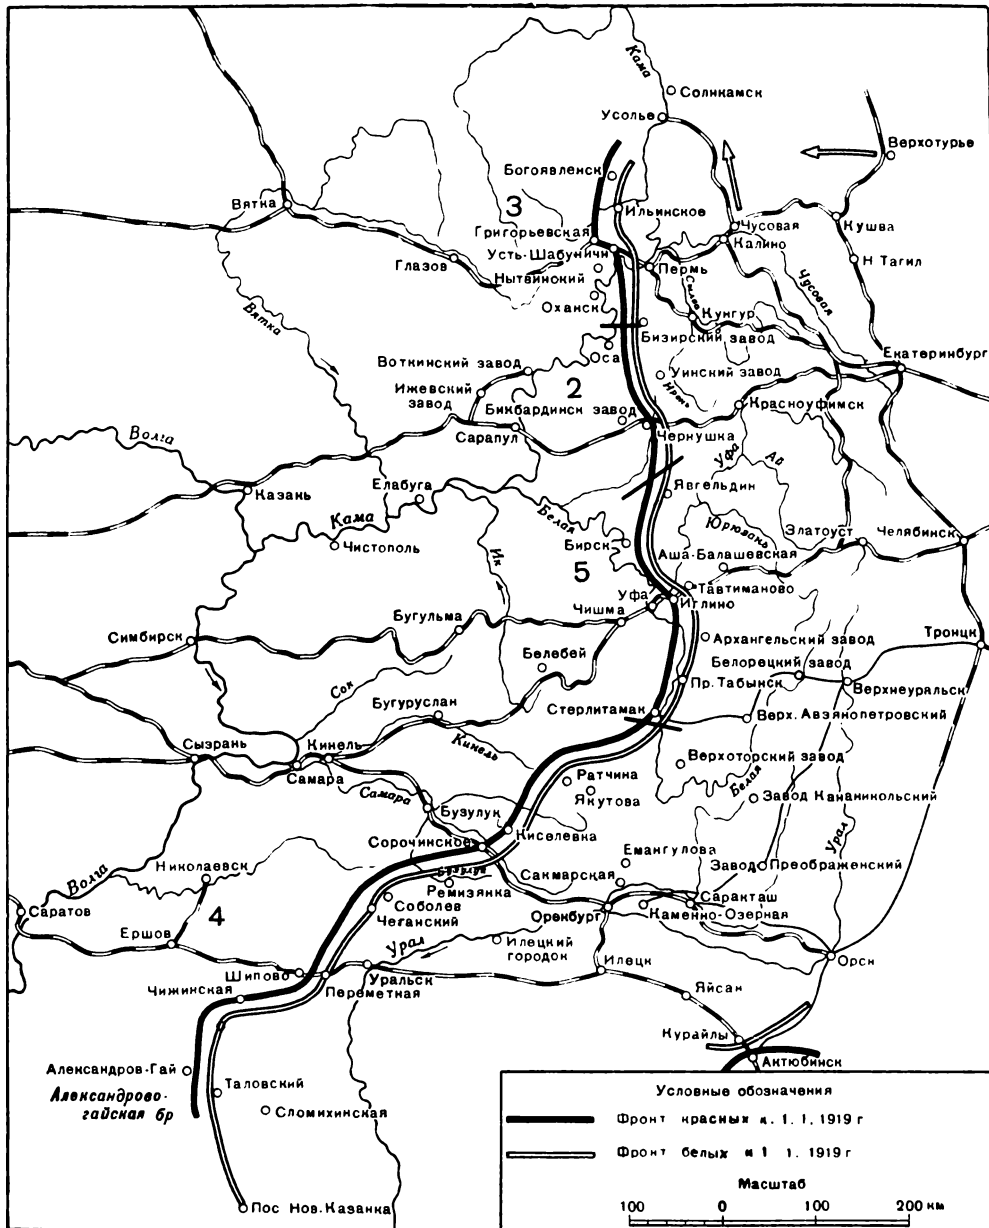 Кама
Соликамск
Усолье
Верхотурье
Богоявленск
Вятка
3
Ильинское
Чусовая
Кушва
Григорьевская
Калино
Усть-Шабуничи
Глазов
Пермь
Н Тагил
Нытвинский
Чусовая
Оханск
Сылва
Кунгур
Вятка
Бизирский завод
Екатеринбург
Оса
Воткинский завод
Уинский завод
Ижевский
завод
2
Ирень
Красноуфимск
Бикбардинск завод
Волга
Сарапул
Чернушка
Уфа
Ай
Казань
Елабуга
Явгельдин
Кама
Белая
Юрюзань
Златоуст
Челябинск
Чистополь
Ик
Бирск
Аша-Балашевская
5
Тавтиманово
Уфа
Иглино
Чишма
Бугульма
Симбирск
Архангельский завод
Троицк
Белебей
Белорецкий завод
Сок
Пр. Табынск
Верхнеуральск
Бугуруслан
Стерлитамак
Верх. Авзянопетровский
Сызрань
Кинель
Кинель
Верхоторский завод
Самара
Ратчина
Белая
Самара
Якутова
Завод Кананикольский
Бузулук
Урал
Киселевка
Сорочинское
Емангулова
Николаевск
Завод Преображенский
Волга
Бузулук
Сакмарская
Ремизянка
Саратов
4
Соболев
Саракташ
Чеганский
Оренбург
Каменно-Озерная
Ершов
Урал
Илецкий
городок
Орск
Шипово
Уральск
Илецк
Чижинская
Переметная
Яйсан
Курайлы
Александров-Гай
Актюбинск
Александрово-
гайская бр
Таловский
Сломихинская
Пос Нов. Казанка
Условные обозначения
Фронт красных к. 1. 1. 1919 г
Фронт белых к 1 1. 1919 г
Масштаб
100 0 100 200 км